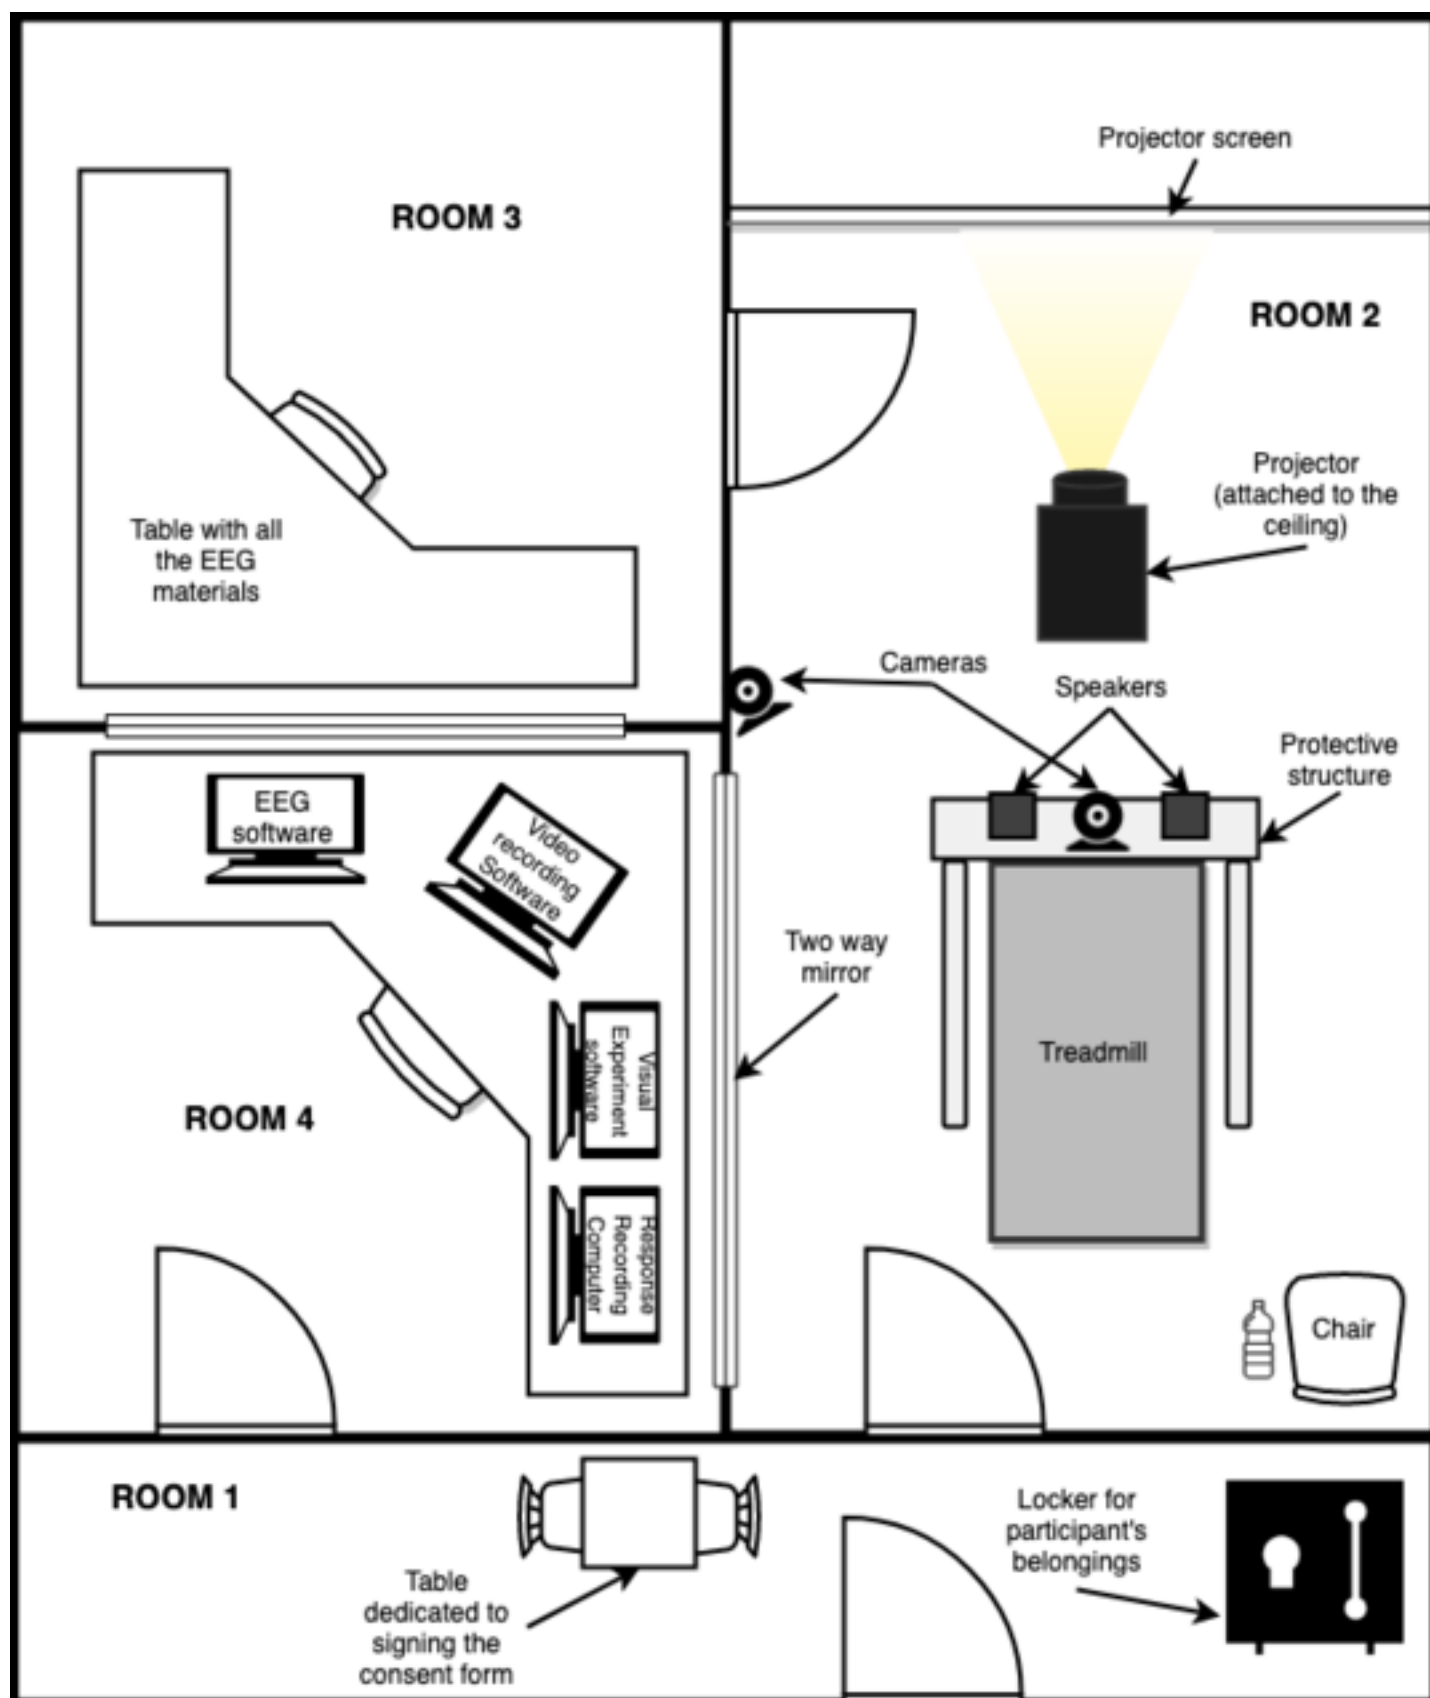 Projector screen
ROOM 3
ROOM 2
Projector
(attached to the
ceiling)
Table with all
the EEG
materials
Cameras
Speakers
Protective
structure
EEG
software
Video
recording
Software
Two way
mirror
Visual
Experiment
software
Treadmill
ROOM 4
Response
Recording
Computer
Chair
ROOM 1
Locker for
participant's
belongings
Table
dedicated to
signing the
consent form